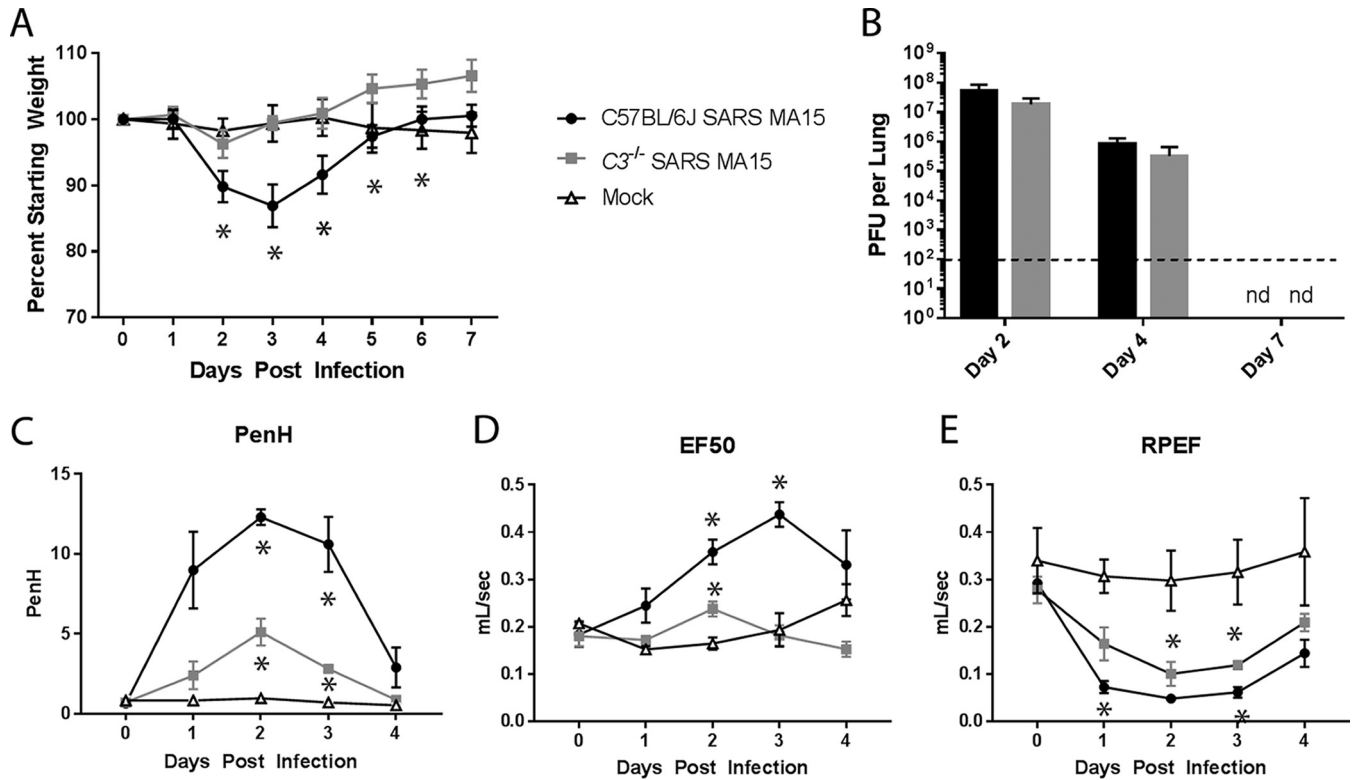 A
110
100
90
80
70
Percent Starting Weight
0 1 2 3 4 5 6 7
Days Post Infection
* * * * *
C57BL/6J SARS MA15
C3-/- SARS MA15
Mock
B
10⁹
10⁸
10⁷
10⁶
10⁵
10⁴
10³
10²
10¹
10⁰
PFU per Lung
nd nd
Day 2 Day 4 Day 7
C
PenH
15
10
5
0
PenH
* * * *
0 1 2 3 4
Days Post Infection
D
EF50
0.5
0.4
0.3
0.2
0.1
0.0
mL/sec
* * *
0 1 2 3 4
Days Post Infection
E
RPEF
0.5
0.4
0.3
0.2
0.1
0.0
mL/sec
* * * *
0 1 2 3 4
Days Post Infection